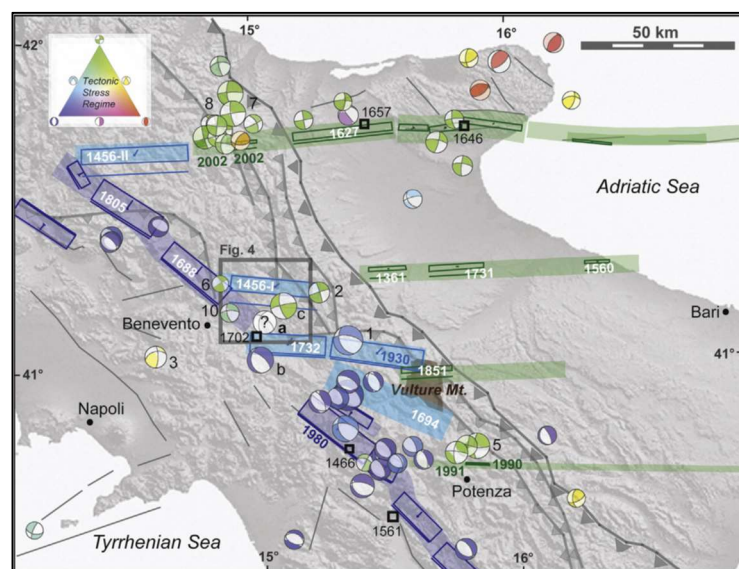 15°
16°
50 km
42°
Tectonic
Stress
Regime
8
7
1657
1627
1646
2002
2002
1456-II
Adriatic Sea
1805
Fig. 4
1688
1361
1731
1560
6
1456-I
2
10
c
?
a
Bari
Benevento
1702
1
1732
1930
41°
3
b
1851
41°
Vulture Mt.
Napoli
1694
1980
5
1466
1991
1990
Potenza
1561
Tyrrhenian Sea
15°
16°